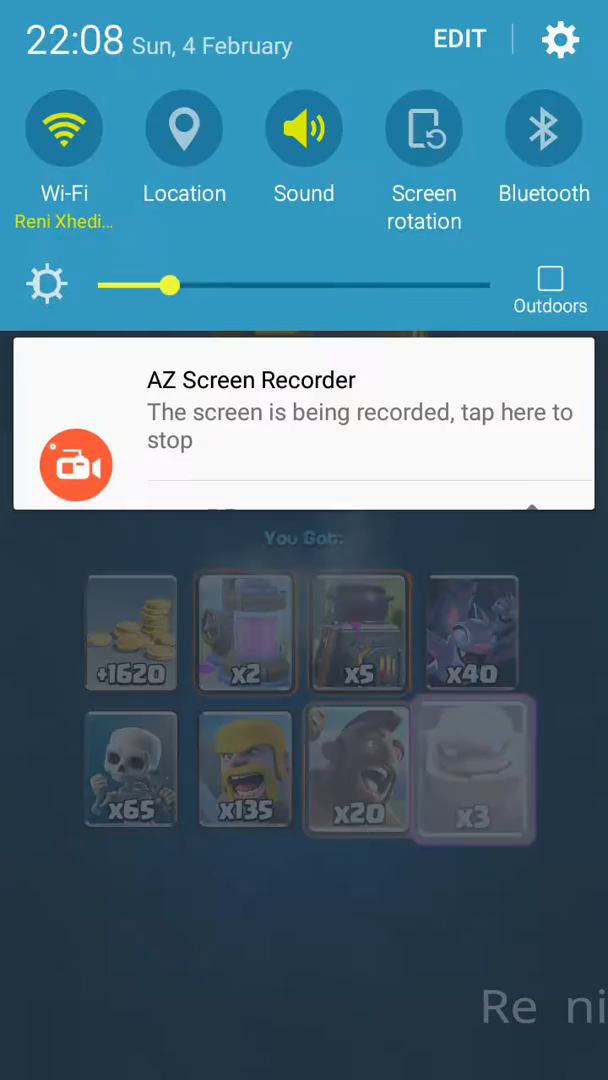 22:08 Sun, 4 February EDIT
Wi-Fi Location Sound Screen rotation Bluetooth
Reni Xhedi...
Outdoors
AZ Screen Recorder
The screen is being recorded, tap here to
stop
You Got:
+1620 x2 x5 x40
x65 x135 x20 x3
Re ni